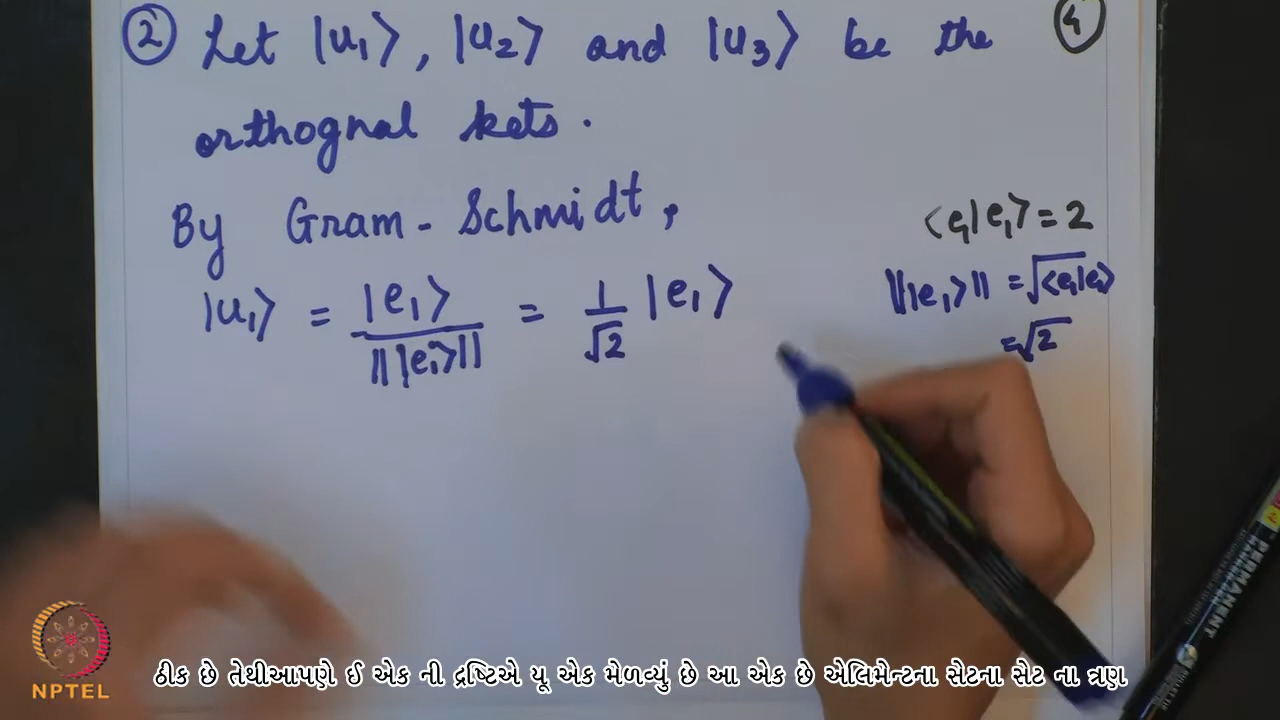 ② Let |u₁⟩, |u₂⟩ and |u₃⟩ be the
④
orthognal kets.
By Gram-Schmidt,
|u₁⟩ = |e₁⟩ / || |e₁⟩ || = 1/√2 |e₁⟩
⟨e₁|e₁⟩ = 2
|| |e₁⟩ || = √⟨e₁|e₁⟩
= √2
PERMANENT
NPTEL
ઠીક છે તેથીઆપણે ઈ એક ની દ્રષ્ટિએ યૂ એક મેળવ્યું છે આ એક છે એલિમેન્ટના સેટના સેટ ના ત્રણ